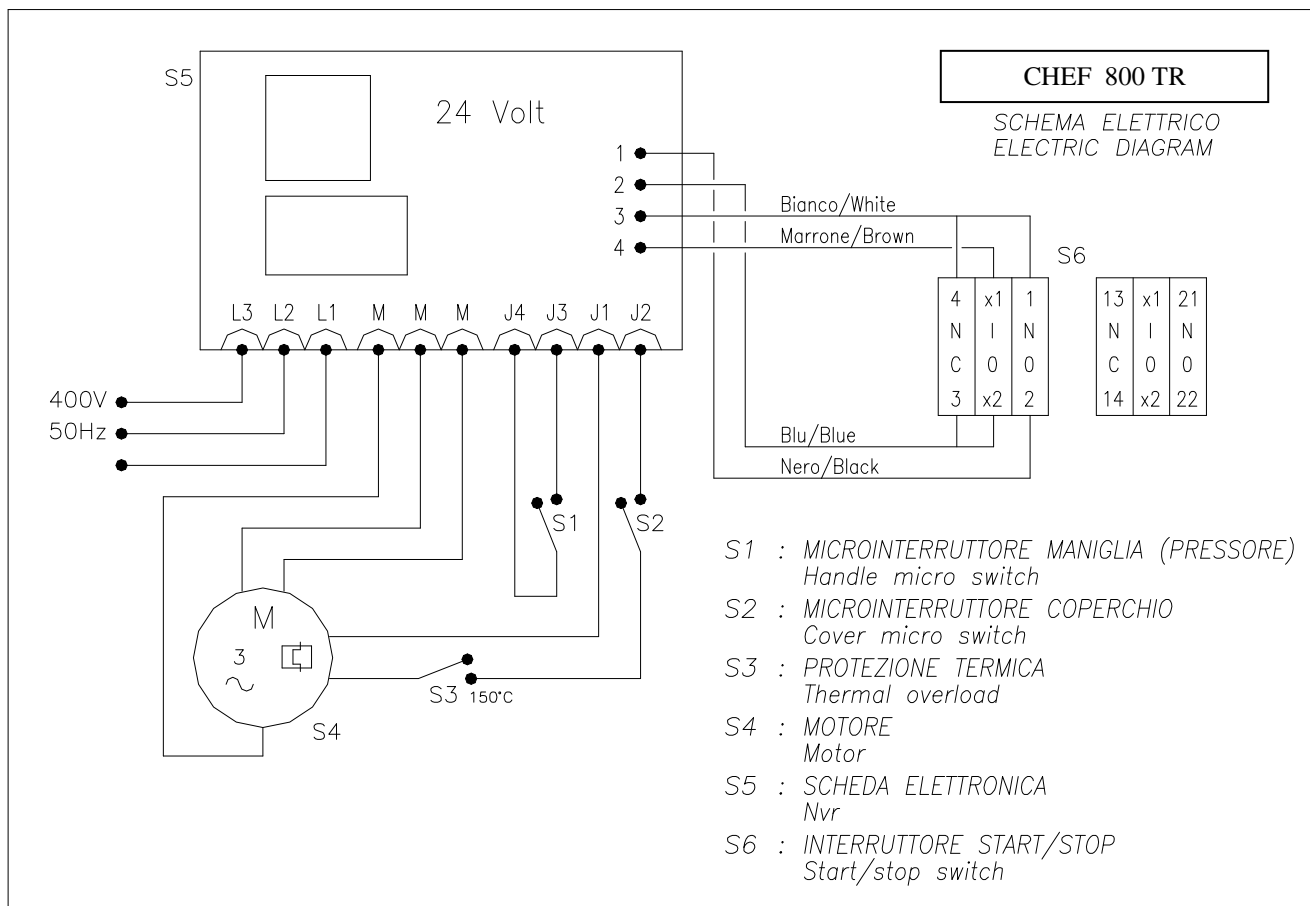 CHEF 800 TR
SCHEMA ELETTRICO
ELECTRIC DIAGRAM
S5
24 Volt
1
2
3
4
Bianco/White
Marrone/Brown
S6
4 x1 1
N I N
C 0 0
3 x2 2
13 x1 21
N I N
C 0 0
14 x2 22
Blu/Blue
Nero/Black
L3 L2 L1 M M M J4 J3 J1 J2
400V
50Hz
S1
S2
M
3
S3 150°C
S4
S1 : MICROINTERRUTTORE MANIGLIA (PRESSORE)
Handle micro switch
S2 : MICROINTERRUTTORE COPERCHIO
Cover micro switch
S3 : PROTEZIONE TERMICA
Thermal overload
S4 : MOTORE
Motor
S5 : SCHEDA ELETTRONICA
Nvr
S6 : INTERRUTTORE START/STOP
Start/stop switch